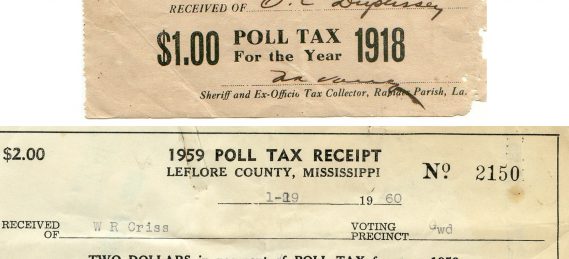 RECEIVED OF
$1.00 POLL TAX For the Year 1918
Sheriff and Ex-Officio Tax Collector, Rapides Parish, La.
$2.00 1959 POLL TAX RECEIPT Nº 2150
LEFLORE COUNTY, MISSISSIPPI
1-19 19 60
RECEIVED OF W R Criss VOTING PRECINCT Gwd
TWO DOLLARS in payment of POLL TAX for 1959